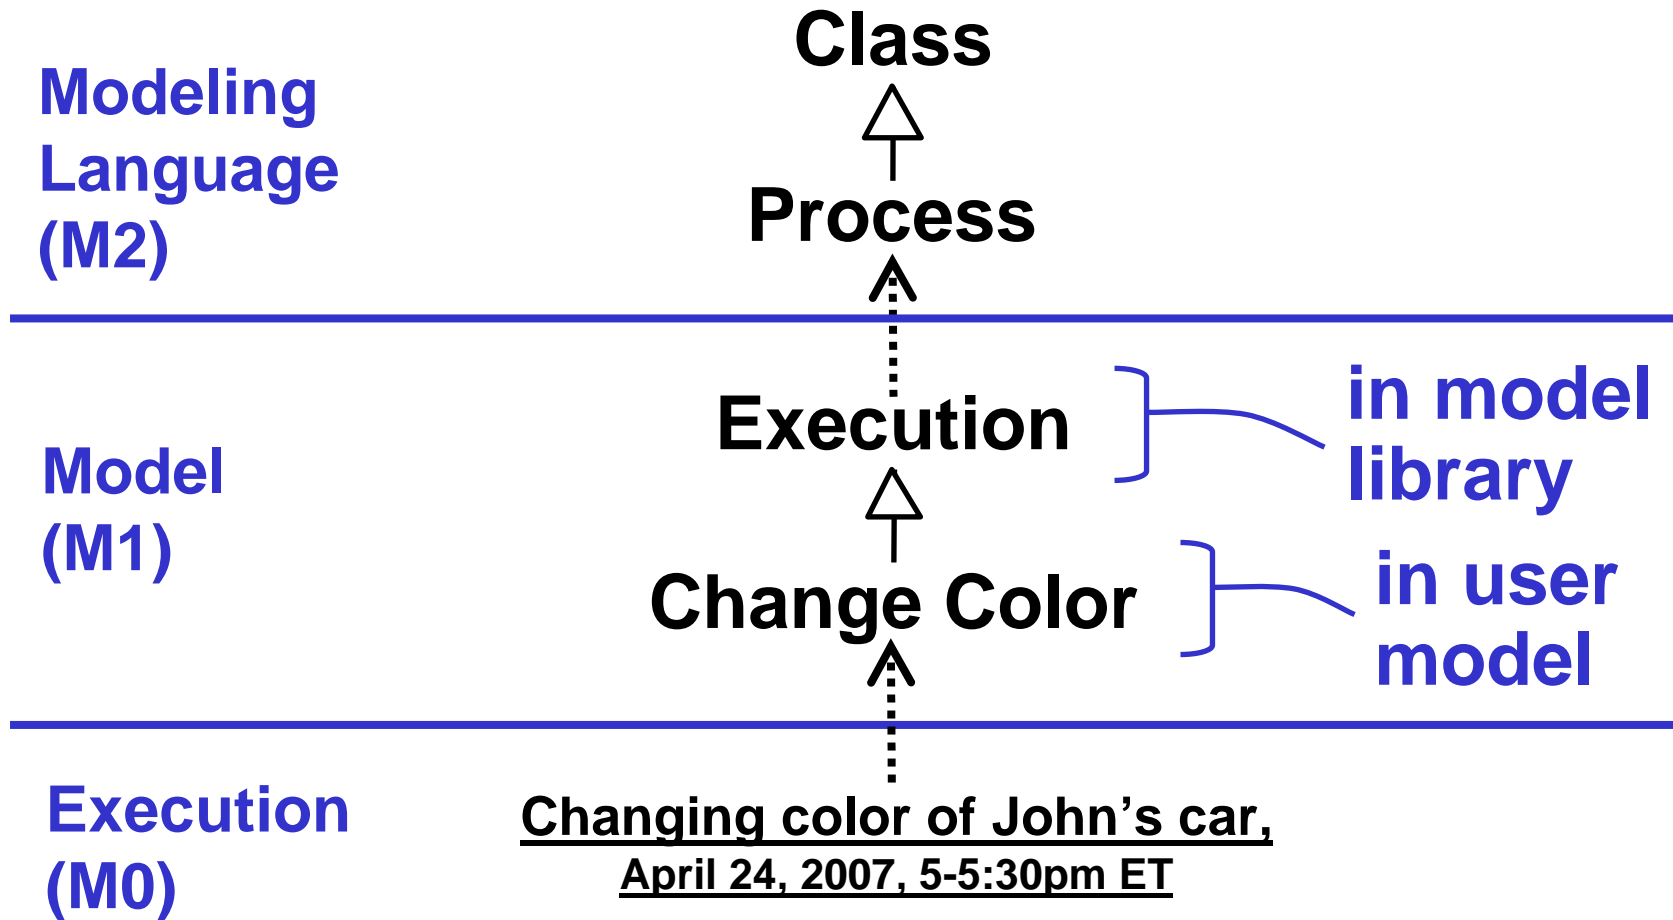 Class
Modeling
Language
(M2)
Process
Execution
in model
library
Model
(M1)
Change Color
in user
model
Execution
(M0)
Changing color of John's car,
April 24, 2007, 5-5:30pm ET